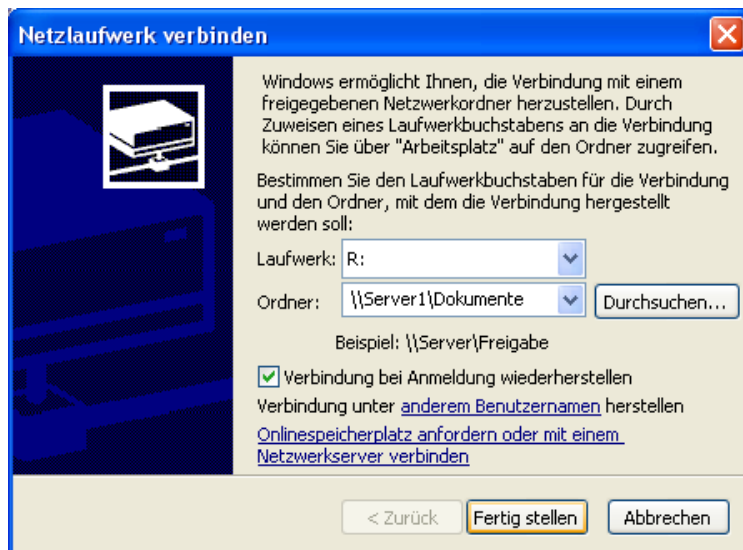 Netzlaufwerk verbinden
Windows ermöglicht Ihnen, die Verbindung mit einem
freigegebenen Netzwerkordner herzustellen. Durch
Zuweisen eines Laufwerkbuchstabens an die Verbindung
können Sie über "Arbeitsplatz" auf den Ordner zugreifen.
Bestimmen Sie den Laufwerkbuchstaben für die Verbindung
und den Ordner, mit dem die Verbindung hergestellt
werden soll:
Laufwerk: R:
Ordner: \\Server1\Dokumente Durchsuchen...
Beispiel: \\Server\Freigabe
Verbindung bei Anmeldung wiederherstellen
Verbindung unter anderem Benutzernamen herstellen
Onlinespeicherplatz anfordern oder mit einem
Netzwerkserver verbinden
< Zurück Fertig stellen Abbrechen